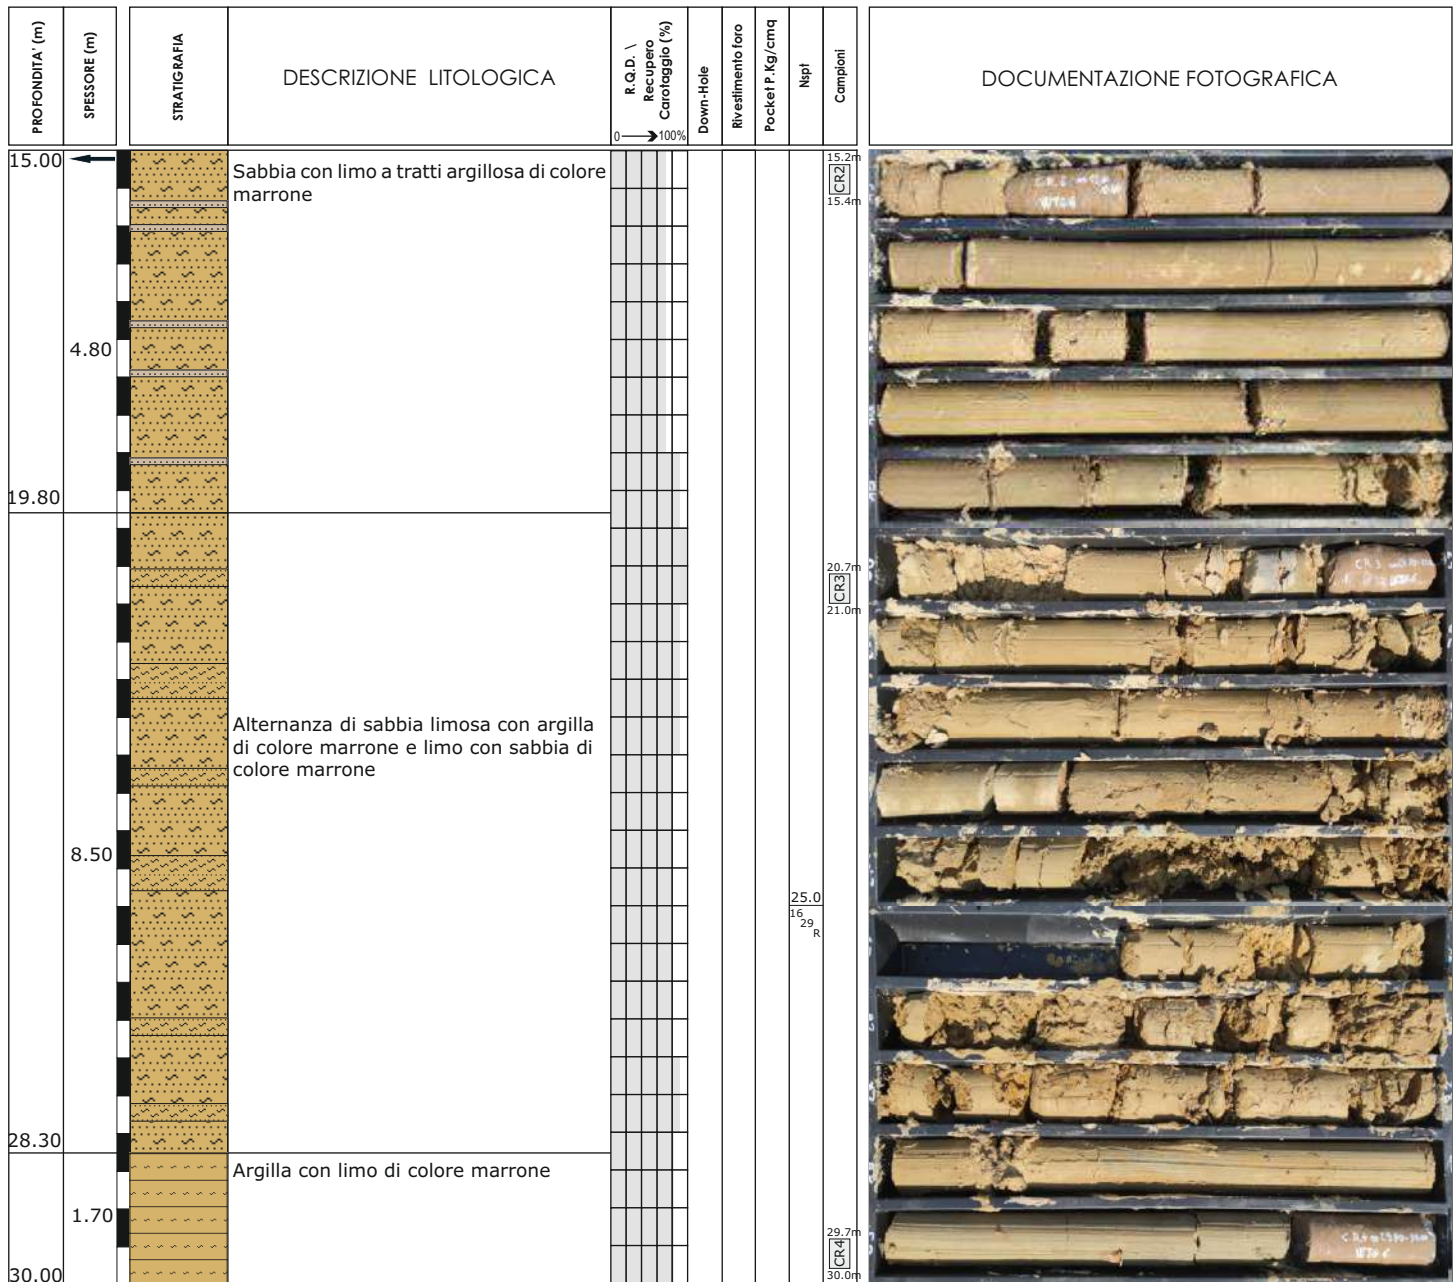 PROFONDITA' (m)
SPESSORE (m)
STRATIGRAFIA
DESCRIZIONE LITOLOGICA
R.Q.D. \
Recupero
Carotaggio (%)
0
100%
Down-Hole
Rivestimento foro
Pocket P.Kg/cmq
Nspt
Campioni
DOCUMENTAZIONE FOTOGRAFICA
15.00
Sabbia con limo a tratti argillosa di colore
marrone
15.2m
CR2
15.4m
4.80
19.80
20.7m
CR3
21.0m
Alternanza di sabbia limosa con argilla
di colore marrone e limo con sabbia di
colore marrone
8.50
25.0
16
29
R
28.30
Argilla con limo di colore marrone
1.70
29.7m
CR4
30.0m
30.00